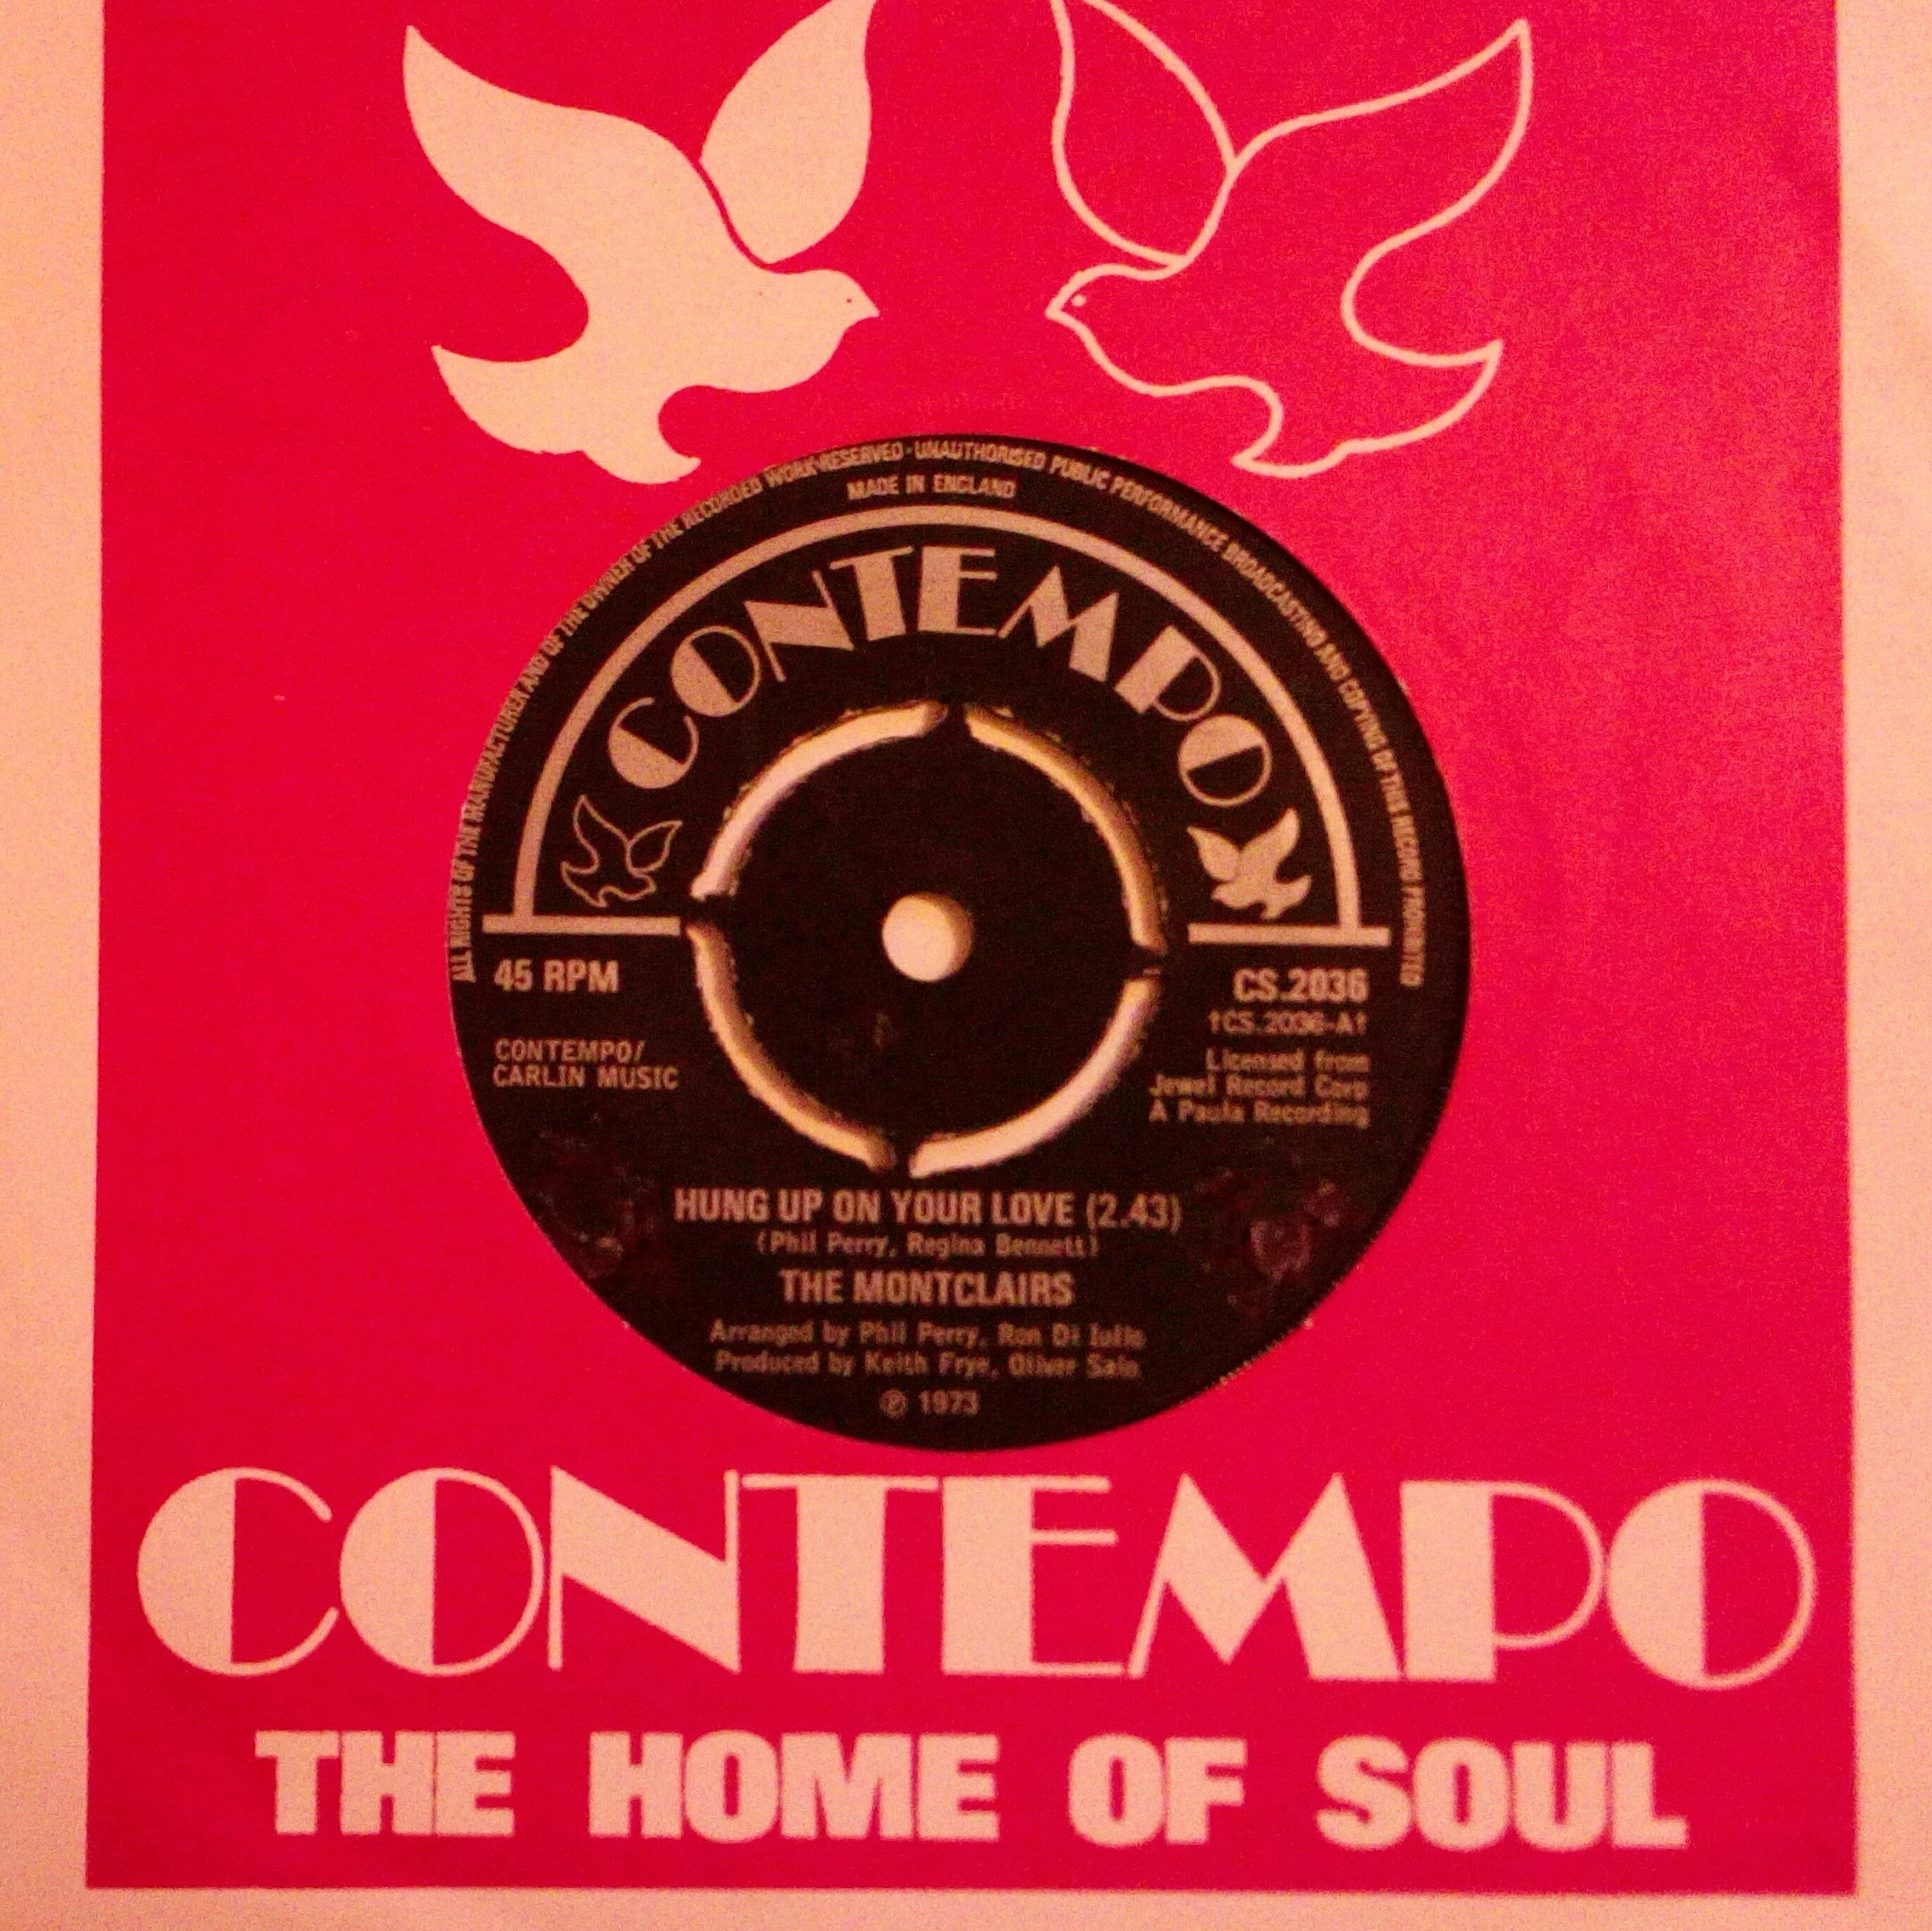 ALL RIGHTS OF THE MANUFACTURER AND OF THE OWNER OF THE RECORDED WORK RESERVED · UNAUTHORISED PUBLIC PERFORMANCE BROADCASTING AND COPYING OF THIS RECORD PROHIBITED
MADE IN ENGLAND
CONTEMPO
45 RPM
CS.2036
†CS.2036-A†
CONTEMPO/
CARLIN MUSIC
Licensed from
Jewel Record Corp
A Paula Recording
HUNG UP ON YOUR LOVE (2.43)
(Phil Perry, Regina Bennett)
THE MONTCLAIRS
Arranged by Phil Perry, Ron Di Iulio
Produced by Keith Frye, Oliver Sain
℗ 1973
CONTEMPO
THE HOME OF SOUL